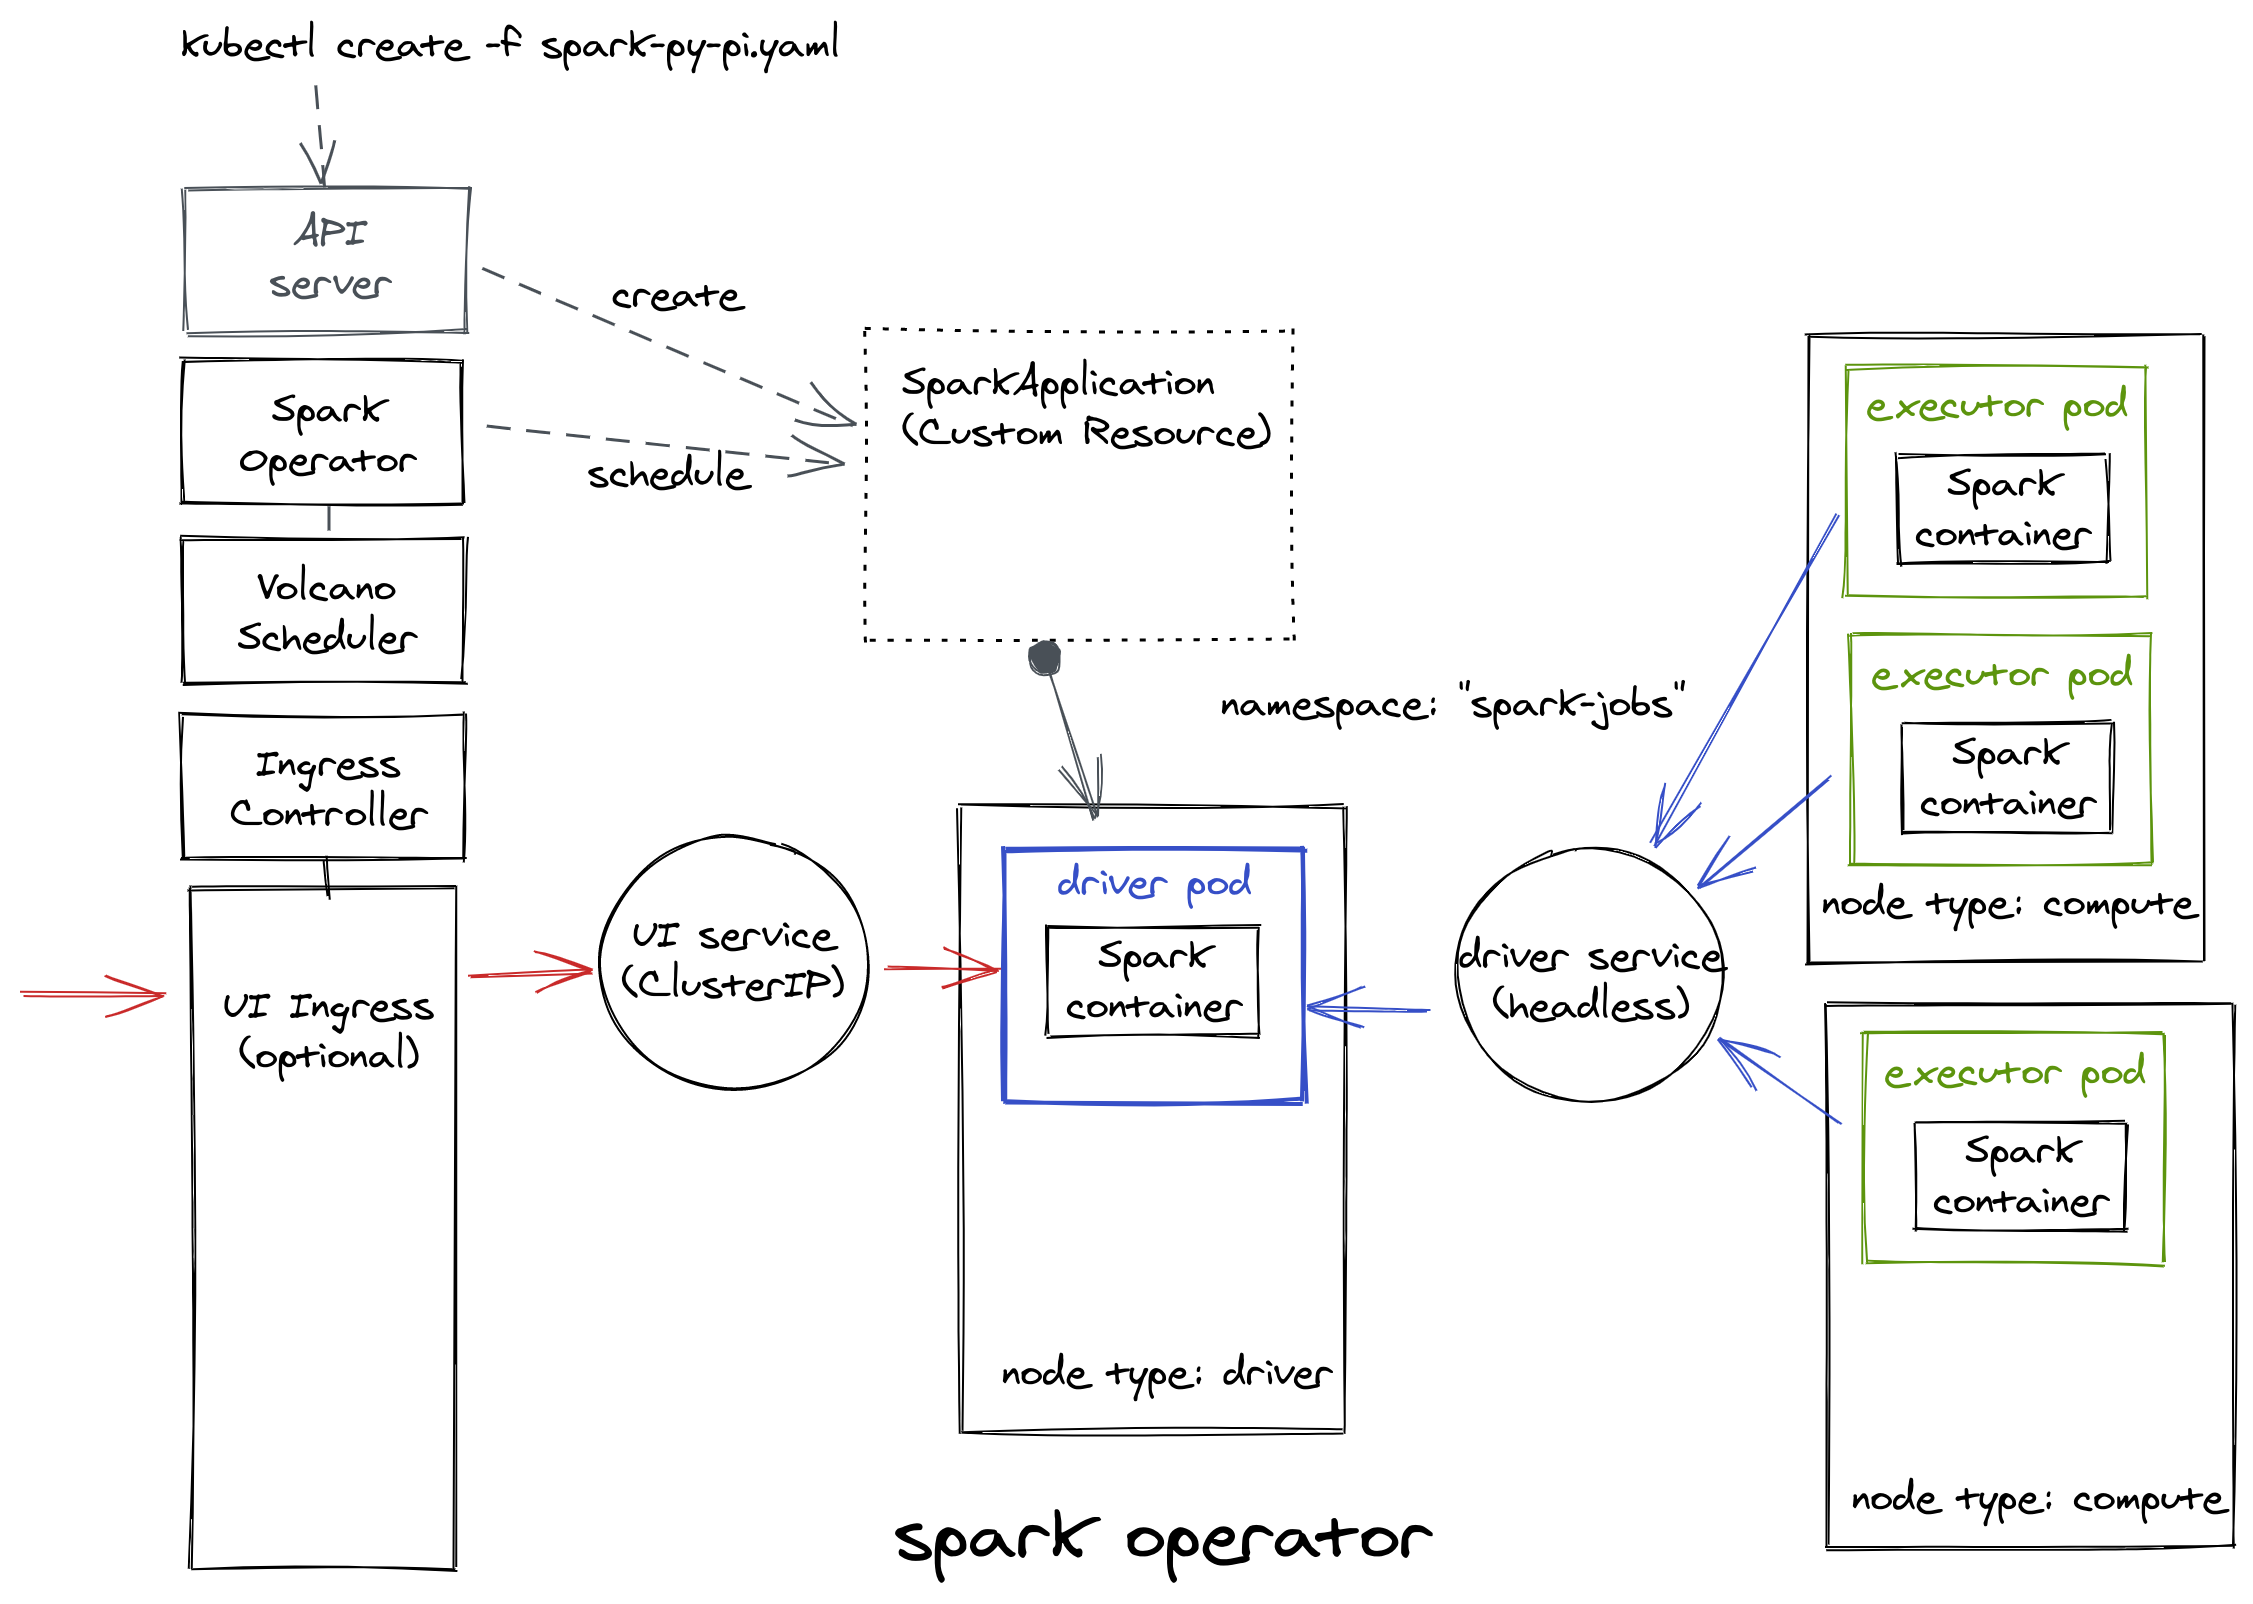 kubectl create -f spark-py-pi.yaml
API
server
create
Spark
Operator
schedule
SparkApplication
(Custom Resource)
Volcano
Scheduler
Ingress
Controller
UI Ingress
(optional)
UI service
(ClusterIP)
namespace: "spark-jobs"
driver pod
Spark
container
node type: driver
driver service
(headless)
executor pod
Spark
container
executor pod
Spark
container
node type: compute
executor pod
Spark
container
node type: compute
spark operator